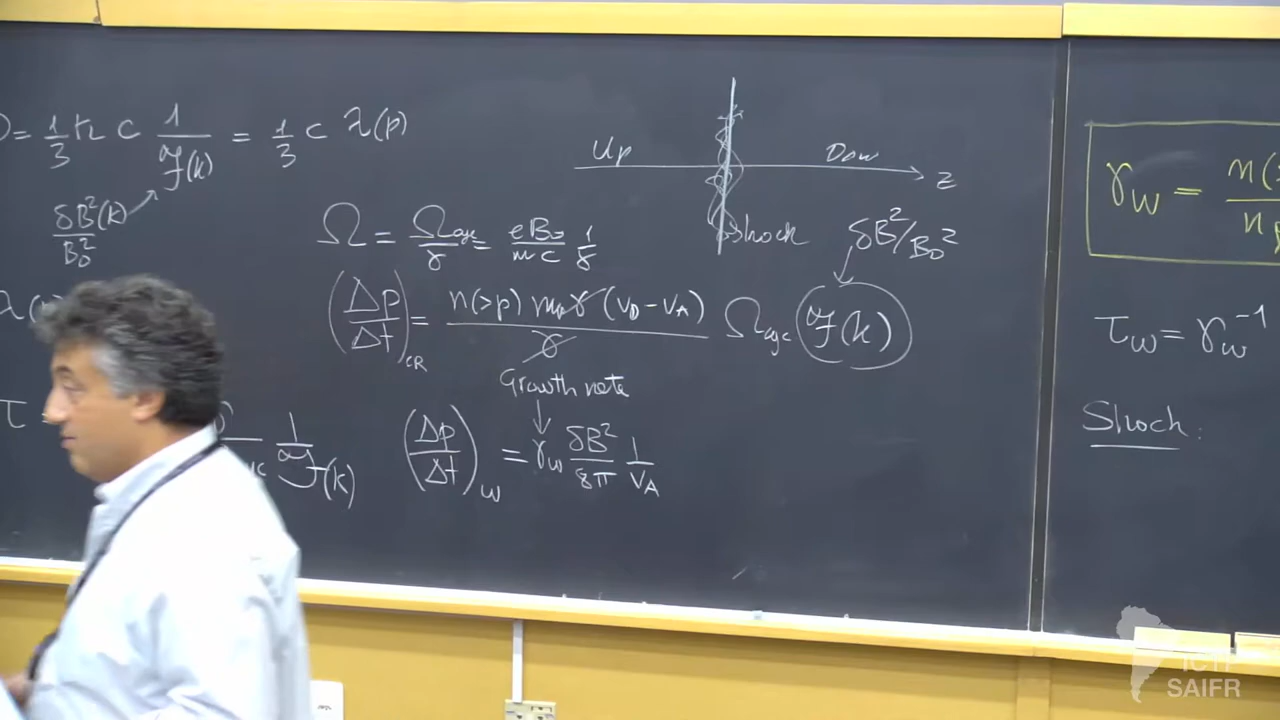 D = 1/3 r_L c 1/ℱ(k) = 1/3 c λ(p)
δB²(k)/B₀²
Up
Dow
z
shock
Ω = Ω_cyc/γ = eB₀/mc 1/γ
δB²/B₀²
(Δp/Δt)_CR = n(>p) m_p γ (v_D − v_A) / γ Ω_cyc ℱ(k)
Growth rate
τ
1/ℱ(k)
(Δp/Δt)_W = γ_W δB²/8π 1/v_A
γ_W =
τ_W = γ_W⁻¹
Shock:
ICTP
SAIFR